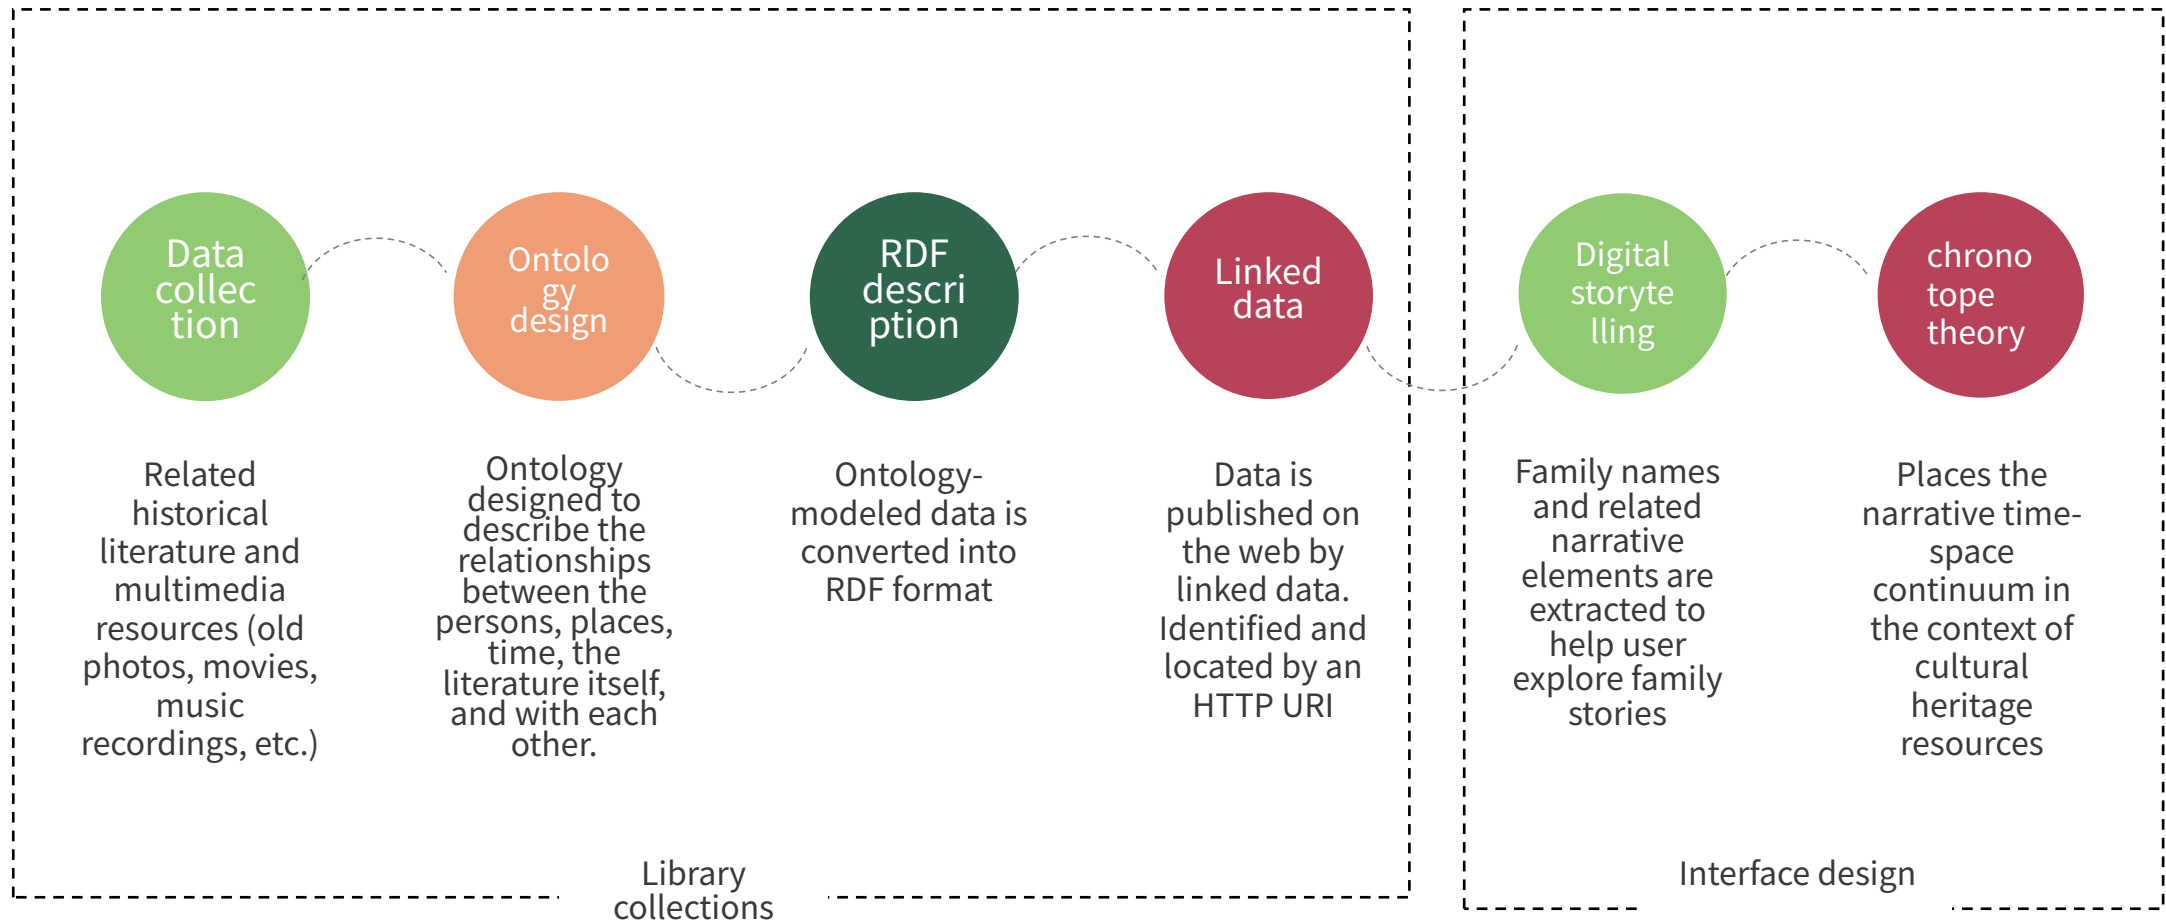 Data
collec
tion
Ontolo
gy
design
RDF
descri
ption
Linked
data
Digital
storyte
lling
chrono
tope
theory
Related
historical
literature and
multimedia
resources (old
photos, movies,
music
recordings, etc.)
Ontology
designed to
describe the
relationships
between the
persons, places,
time, the
literature itself,
and with each
other.
Ontology-
modeled data is
converted into
RDF format
Data is
published on
the web by
linked data.
Identified and
located by an
HTTP URI
Family names
and related
narrative
elements are
extracted to
help user
explore family
stories
Places the
narrative time-
space
continuum in
the context of
cultural
heritage
resources
Library
collections
Interface design